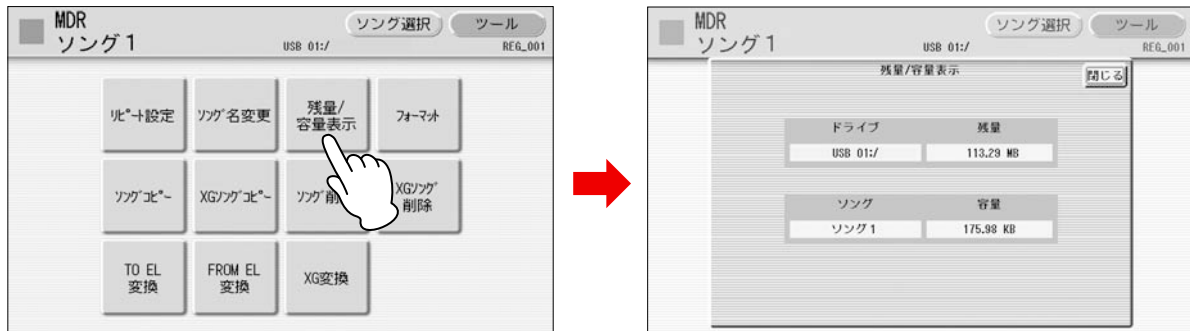 MDR
ソング1
ソング選択
ツール
USB 01:/
REG_001
リピート設定
ソング名変更
残量/
容量表示
フォーマット
ソングコピー
XGソングコピー
ソング削
XGソング
削除
TO EL
変換
FROM EL
変換
XG変換
MDR
ソング1
ソング選択
ツール
USB 01:/
REG_001
残量/容量表示
閉じる
ドライブ
残量
USB 01:/
113.29 MB
ソング
容量
ソング1
175.98 KB